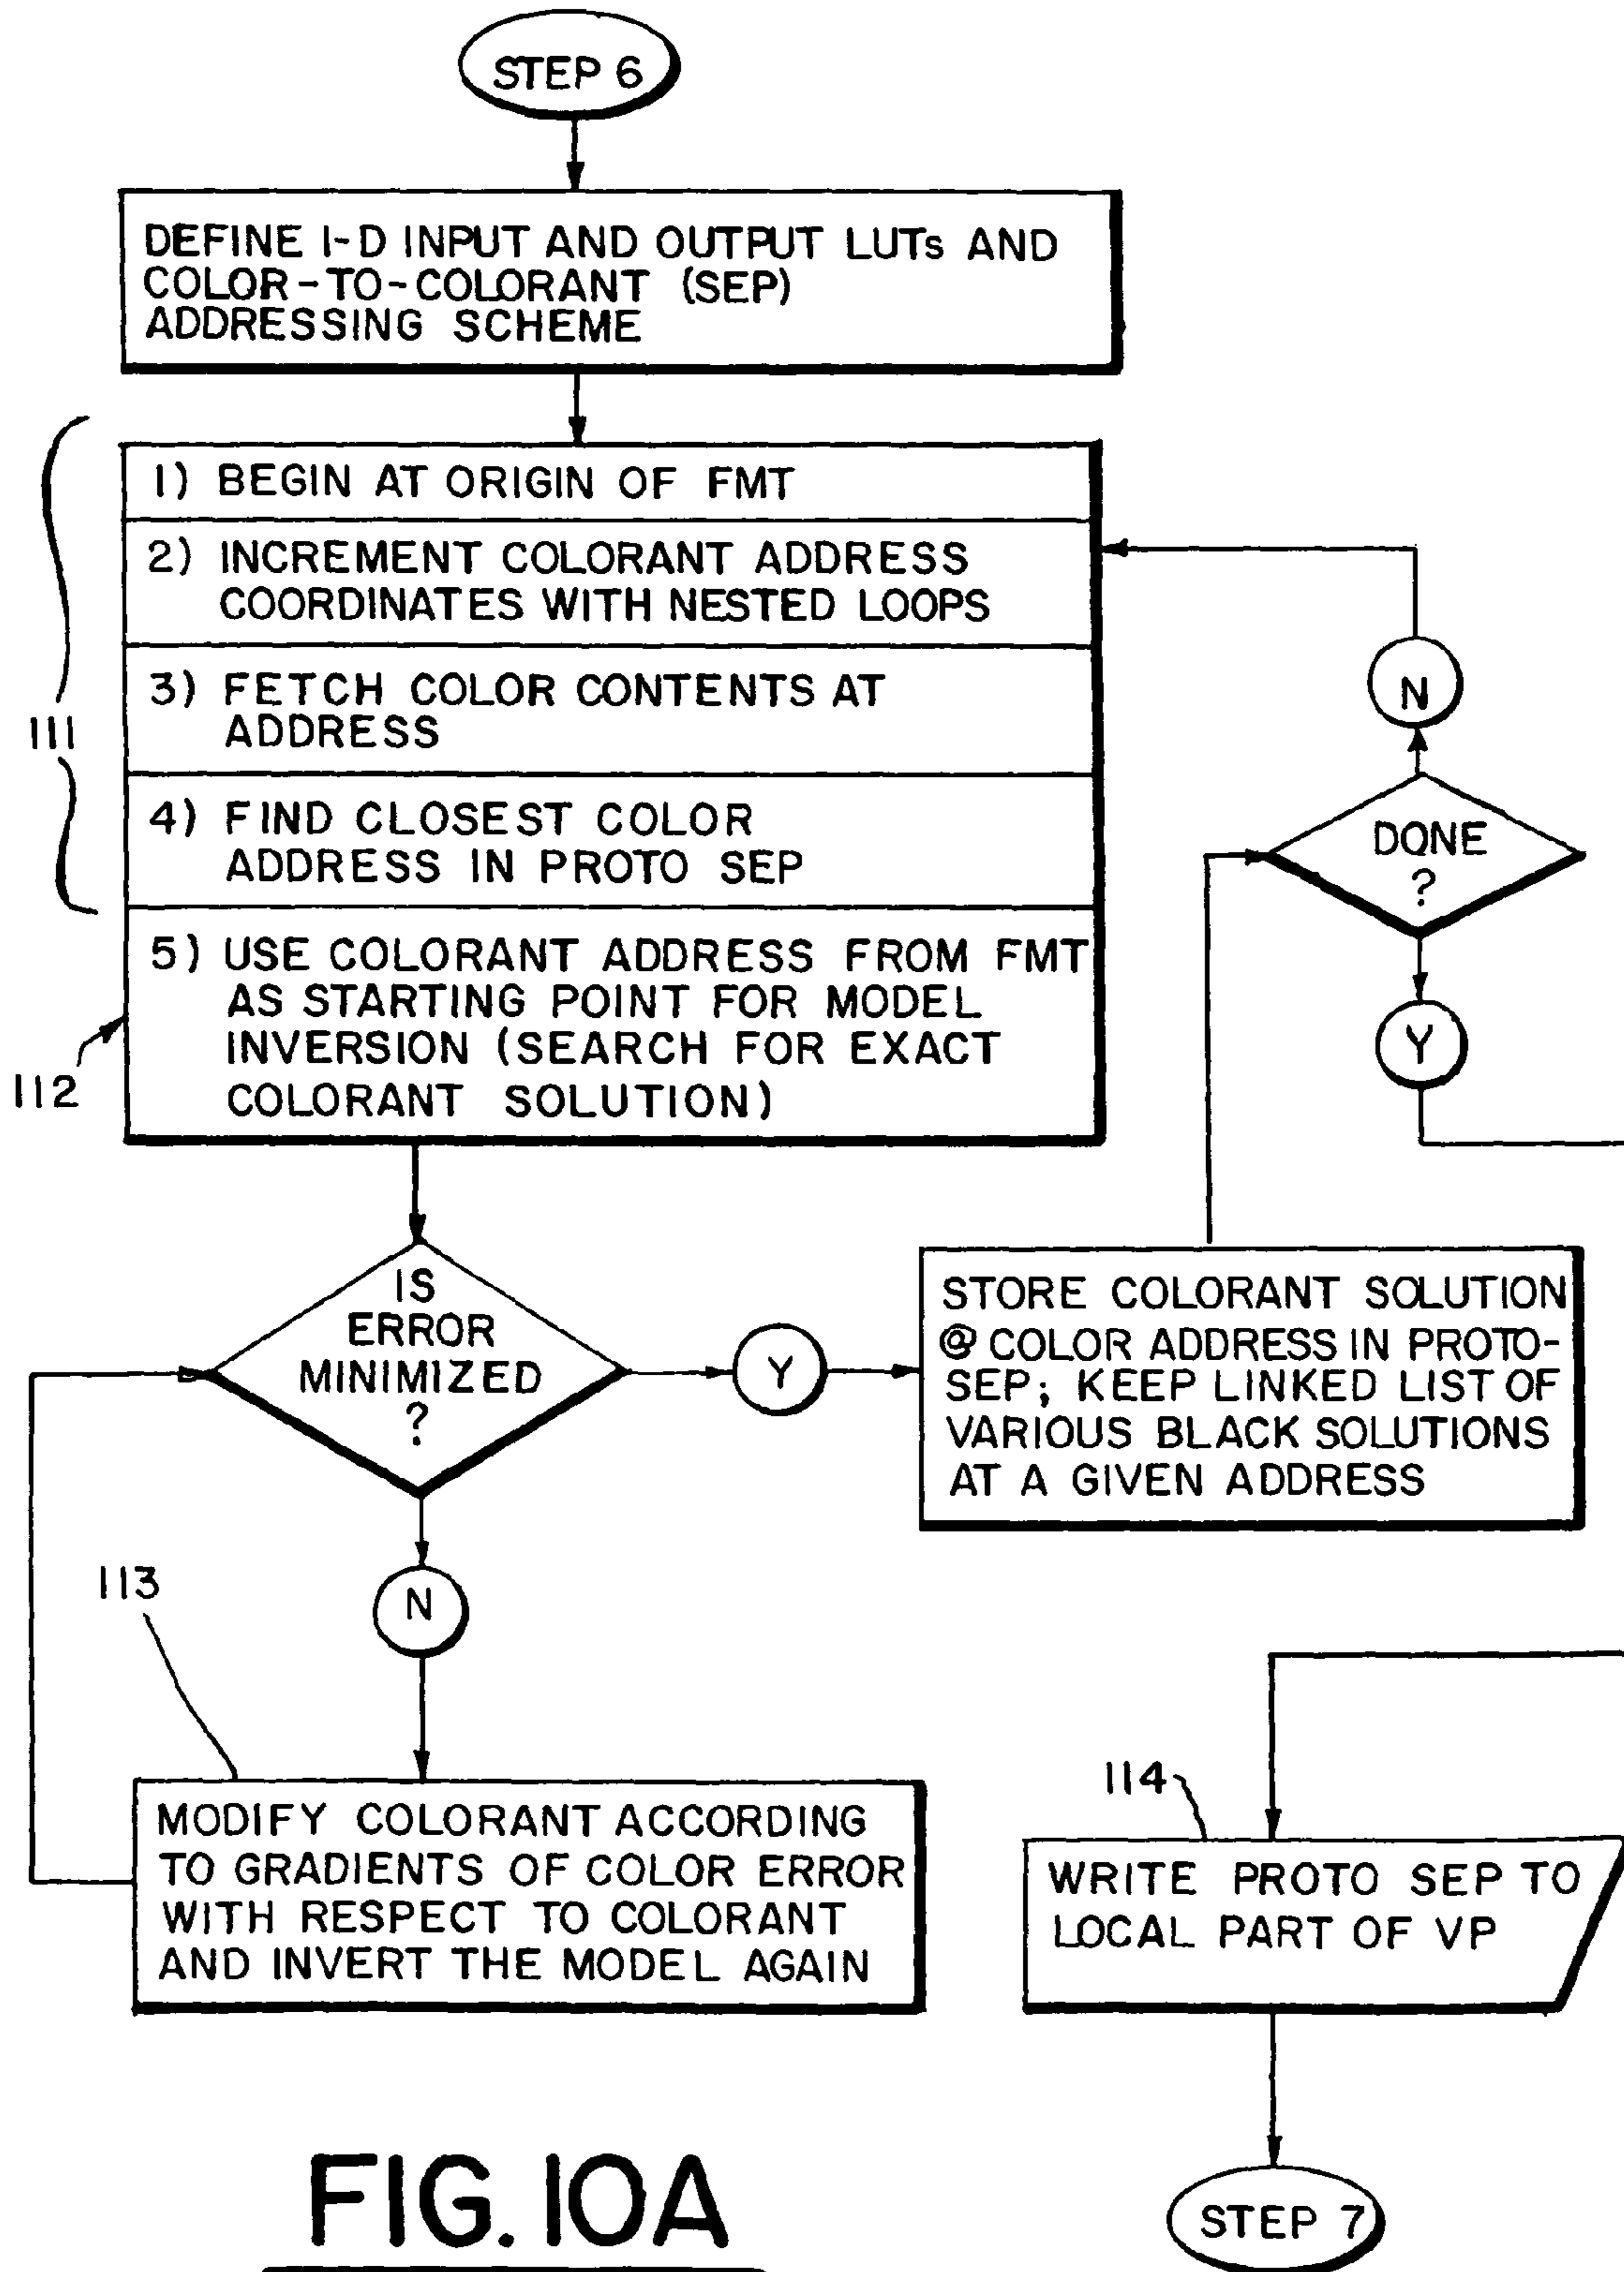 STEP 6
DEFINE 1-D INPUT AND OUTPUT LUTs AND
COLOR-TO-COLORANT (SEP)
ADDRESSING SCHEME
111
1) BEGIN AT ORIGIN OF FMT
2) INCREMENT COLORANT ADDRESS
COORDINATES WITH NESTED LOOPS
3) FETCH COLOR CONTENTS AT
ADDRESS
4) FIND CLOSEST COLOR
ADDRESS IN PROTO SEP
5) USE COLORANT ADDRESS FROM FMT
AS STARTING POINT FOR MODEL
INVERSION (SEARCH FOR EXACT
COLORANT SOLUTION)
112
N
DONE
?
Y
IS
ERROR
MINIMIZED
?
Y
STORE COLORANT SOLUTION
@ COLOR ADDRESS IN PROTO-
SEP; KEEP LINKED LIST OF
VARIOUS BLACK SOLUTIONS
AT A GIVEN ADDRESS
N
113
MODIFY COLORANT ACCORDING
TO GRADIENTS OF COLOR ERROR
WITH RESPECT TO COLORANT
AND INVERT THE MODEL AGAIN
114
WRITE PROTO SEP TO
LOCAL PART OF VP
STEP 7
FIG. 10A